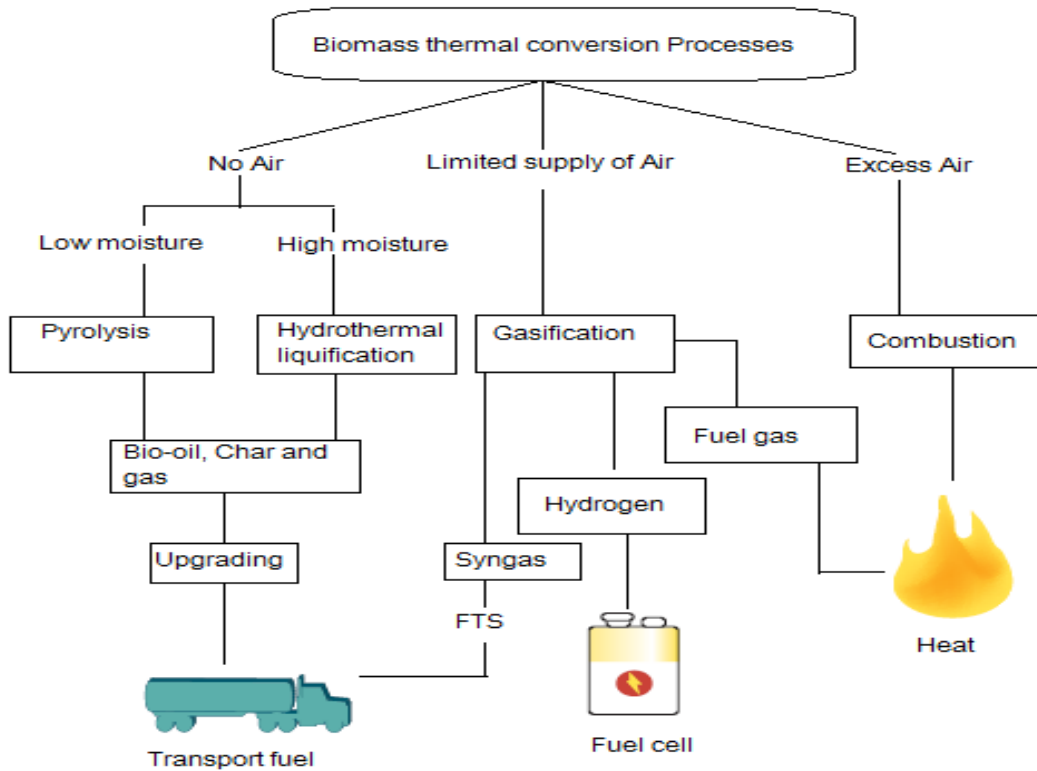 Biomass thermal conversion Processes
No Air
Limited supply of Air
Excess Air
Low moisture
High moisture
Pyrolysis
Hydrothermal
liquification
Gasification
Combustion
Fuel gas
Bio-oil, Char and
gas
Hydrogen
Upgrading
Syngas
FTS
Heat
Transport fuel
Fuel cell